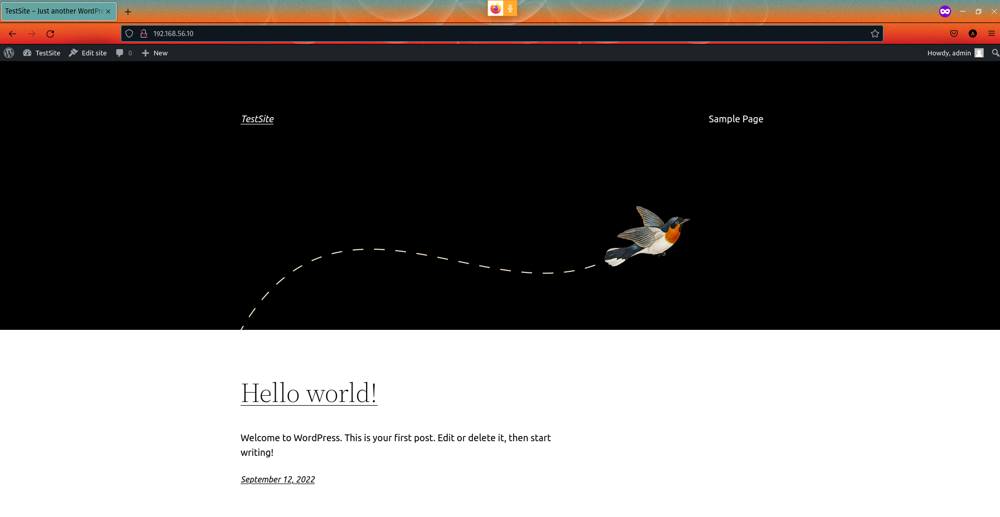 TestSite – Just another WordPre
192.168.56.10
TestSite Edit site 0 New Howdy, admin
TestSite Sample Page
Hello world!
Welcome to WordPress. This is your first post. Edit or delete it, then start
writing!
September 12, 2022